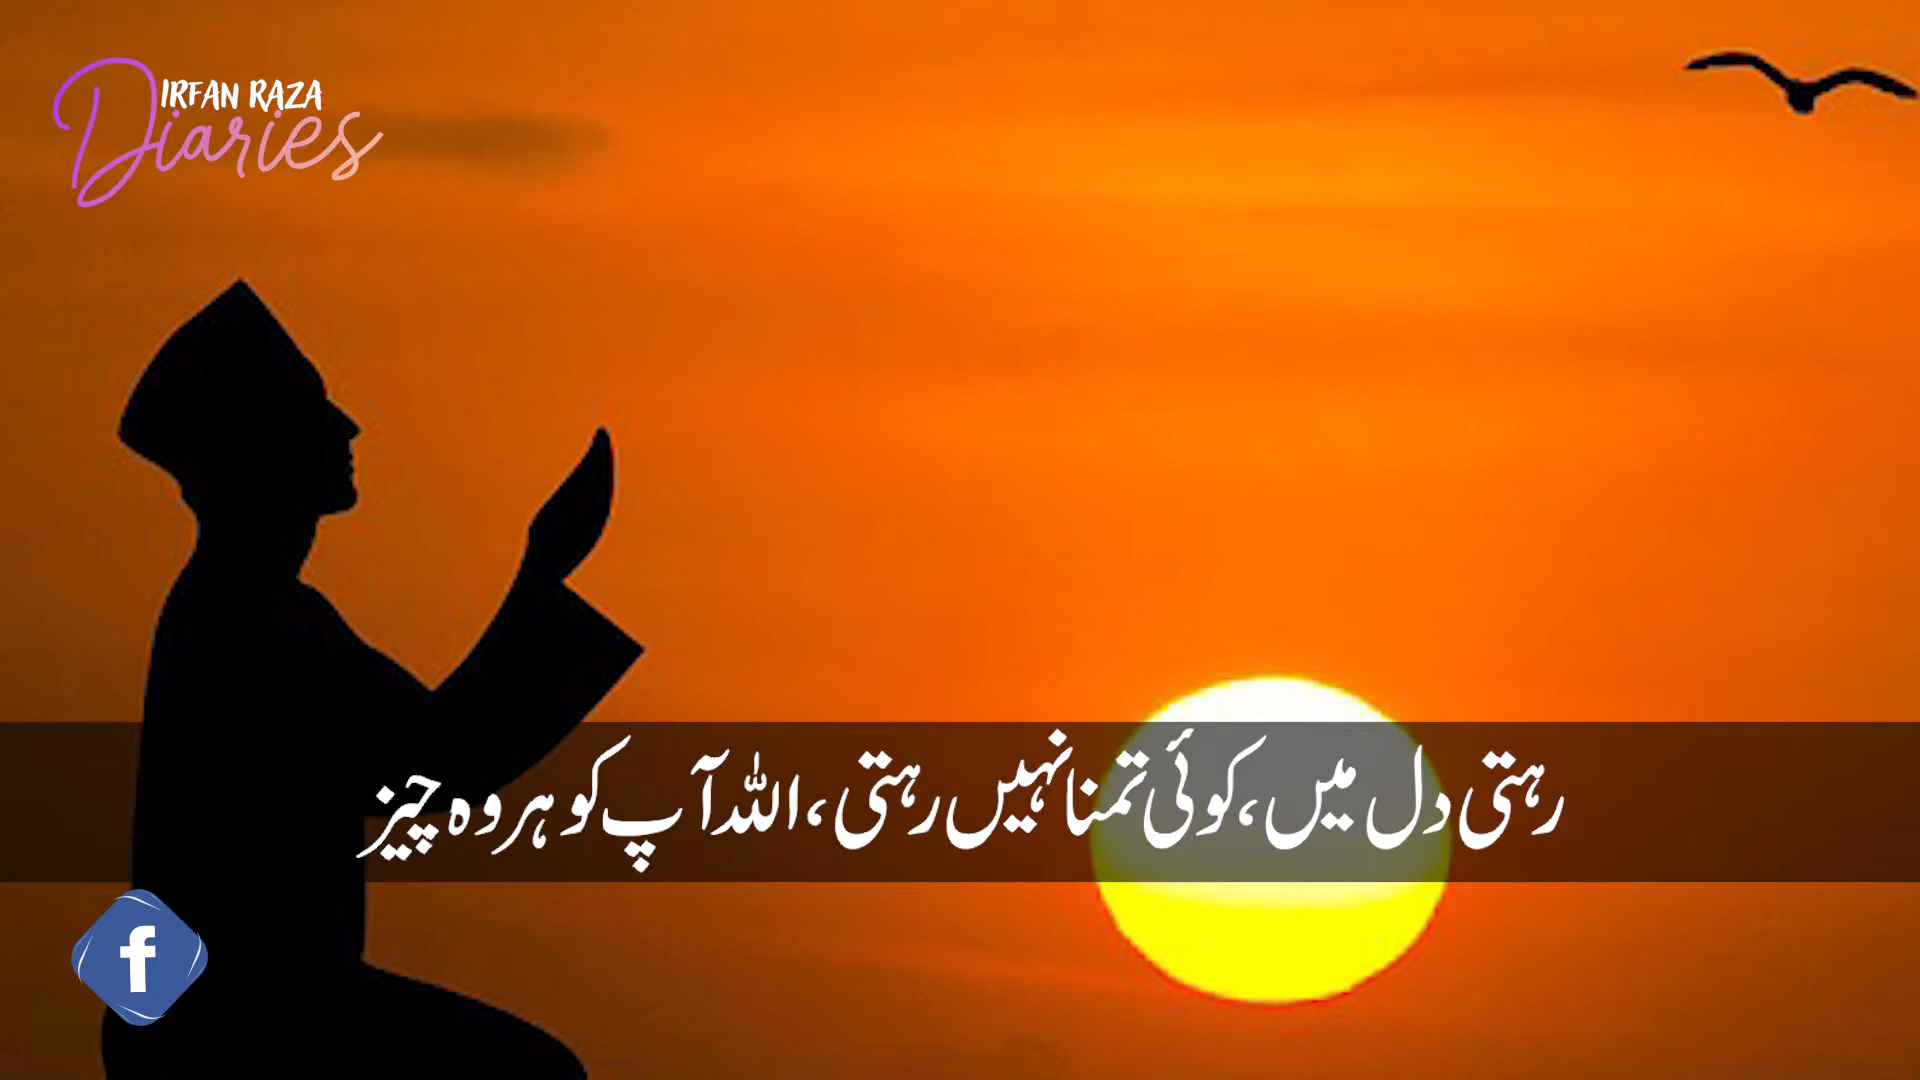 IRFAN RAZA
Diaries
رہتی دل میں، کوئی تمنا نہیں رہتی، اللہ آپ کو ہر وہ چیز
f